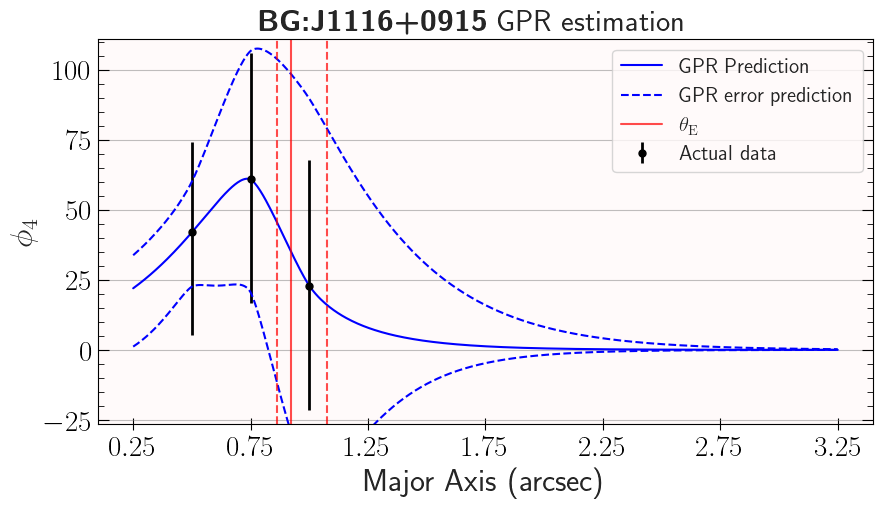 BG:J1116+0915 GPR estimation
GPR Prediction
GPR error prediction
θE
Actual data
ϕ4
100
75
50
25
0
−25
0.25 0.75 1.25 1.75 2.25 2.75 3.25
Major Axis (arcsec)